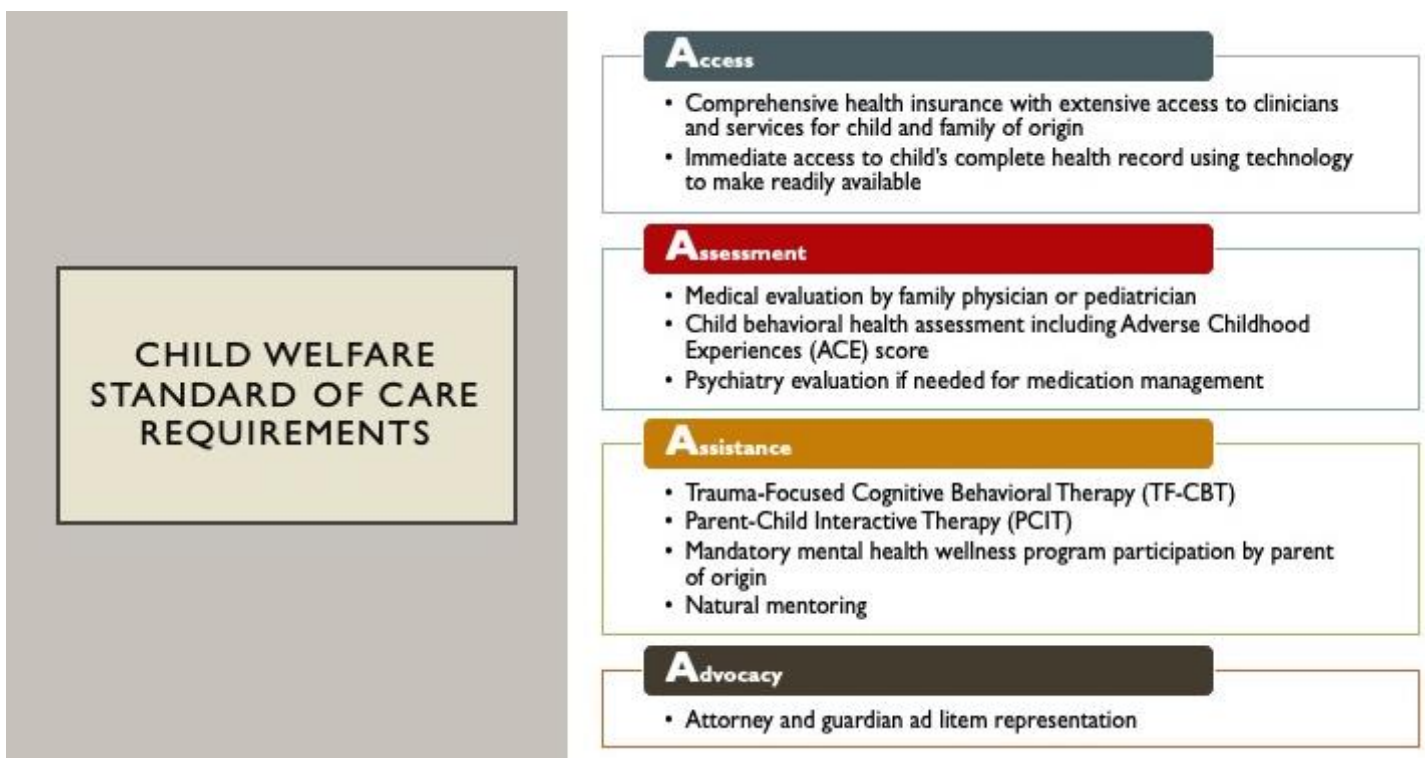 CHILD WELFARE
STANDARD OF CARE
REQUIREMENTS
Access
• Comprehensive health insurance with extensive access to clinicians
and services for child and family of origin
• Immediate access to child's complete health record using technology
to make readily available
Assessment
• Medical evaluation by family physician or pediatrician
• Child behavioral health assessment including Adverse Childhood
Experiences (ACE) score
• Psychiatry evaluation if needed for medication management
Assistance
• Trauma-Focused Cognitive Behavioral Therapy (TF-CBT)
• Parent-Child Interactive Therapy (PCIT)
• Mandatory mental health wellness program participation by parent
of origin
• Natural mentoring
Advocacy
• Attorney and guardian ad litem representation